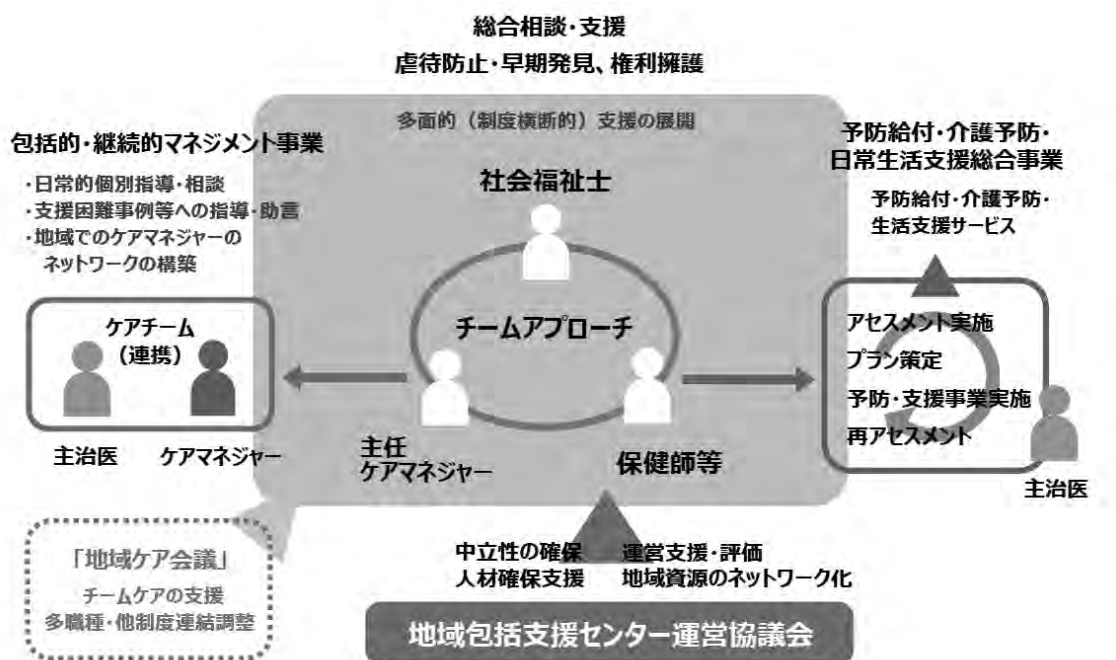 総合相談・支援
虐待防止・早期発見、権利擁護
多面的（制度横断的）支援の展開
包括的・継続的マネジメント事業
・日常的個別指導・相談
・支援困難事例等への指導・助言
・地域でのケアマネジャーの
ネットワークの構築
社会福祉士
予防給付・介護予防・
日常生活支援総合事業
予防給付・介護予防・
生活支援サービス
ケアチーム
（連携）
チームアプローチ
アセスメント実施
プラン策定
予防・支援事業実施
再アセスメント
主治医
ケアマネジャー
主任
ケアマネジャー
保健師等
主治医
「地域ケア会議」
チームケアの支援
多職種・他制度連結調整
中立性の確保
人材確保支援
運営支援・評価
地域資源のネットワーク化
地域包括支援センター運営協議会